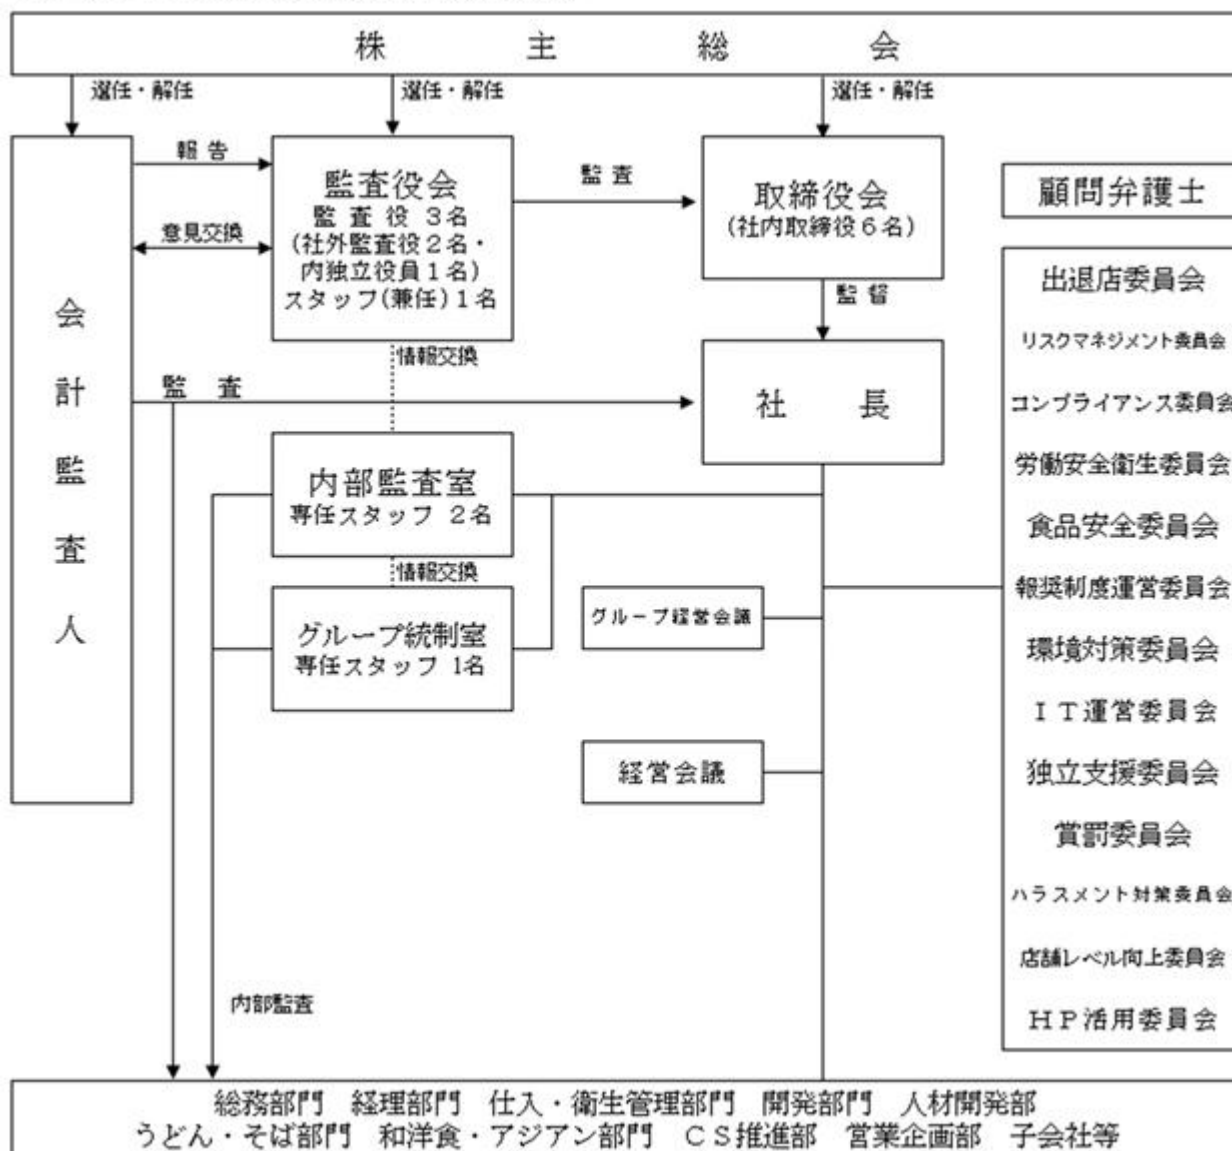 株主総会
選任・解任
選任・解任
選任・解任
報告
意見交換
監査役会
監査役 3名
(社外監査役2名・
内独立役員1名)
スタッフ(兼任)1名
監査
取締役会
(社内取締役6名)
監督
顧問弁護士
会計監査人
情報交換
監査
社長
内部監査室
専任スタッフ 2名
情報交換
グループ統制室
専任スタッフ 1名
グループ経営会議
経営会議
内部監査
出退店委員会
リスクマネジメント委員会
コンプライアンス委員会
労働安全衛生委員会
食品安全委員会
報奨制度運営委員会
環境対策委員会
IT運営委員会
独立支援委員会
賞罰委員会
ハラスメント対策委員会
店舗レベル向上委員会
HP活用委員会
総務部門 経理部門 仕入・衛生管理部門 開発部門 人材開発部
うどん・そば部門 和洋食・アジアン部門 CS推進部 営業企画部 子会社等